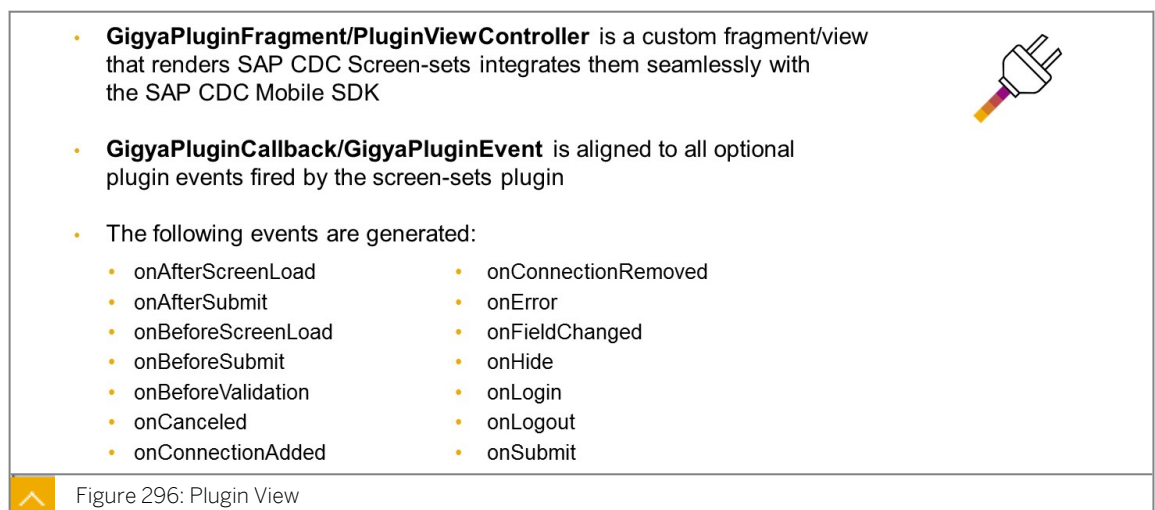 GigyaPluginFragment/PluginViewController is a custom fragment/view
that renders SAP CDC Screen-sets integrates them seamlessly with
the SAP CDC Mobile SDK
GigyaPluginCallback/GigyaPluginEvent is aligned to all optional
plugin events fired by the screen-sets plugin
The following events are generated:
onAfterScreenLoad
onAfterSubmit
onBeforeScreenLoad
onBeforeSubmit
onBeforeValidation
onCanceled
onConnectionAdded
onConnectionRemoved
onError
onFieldChanged
onHide
onLogin
onLogout
onSubmit
Figure 296: Plugin View